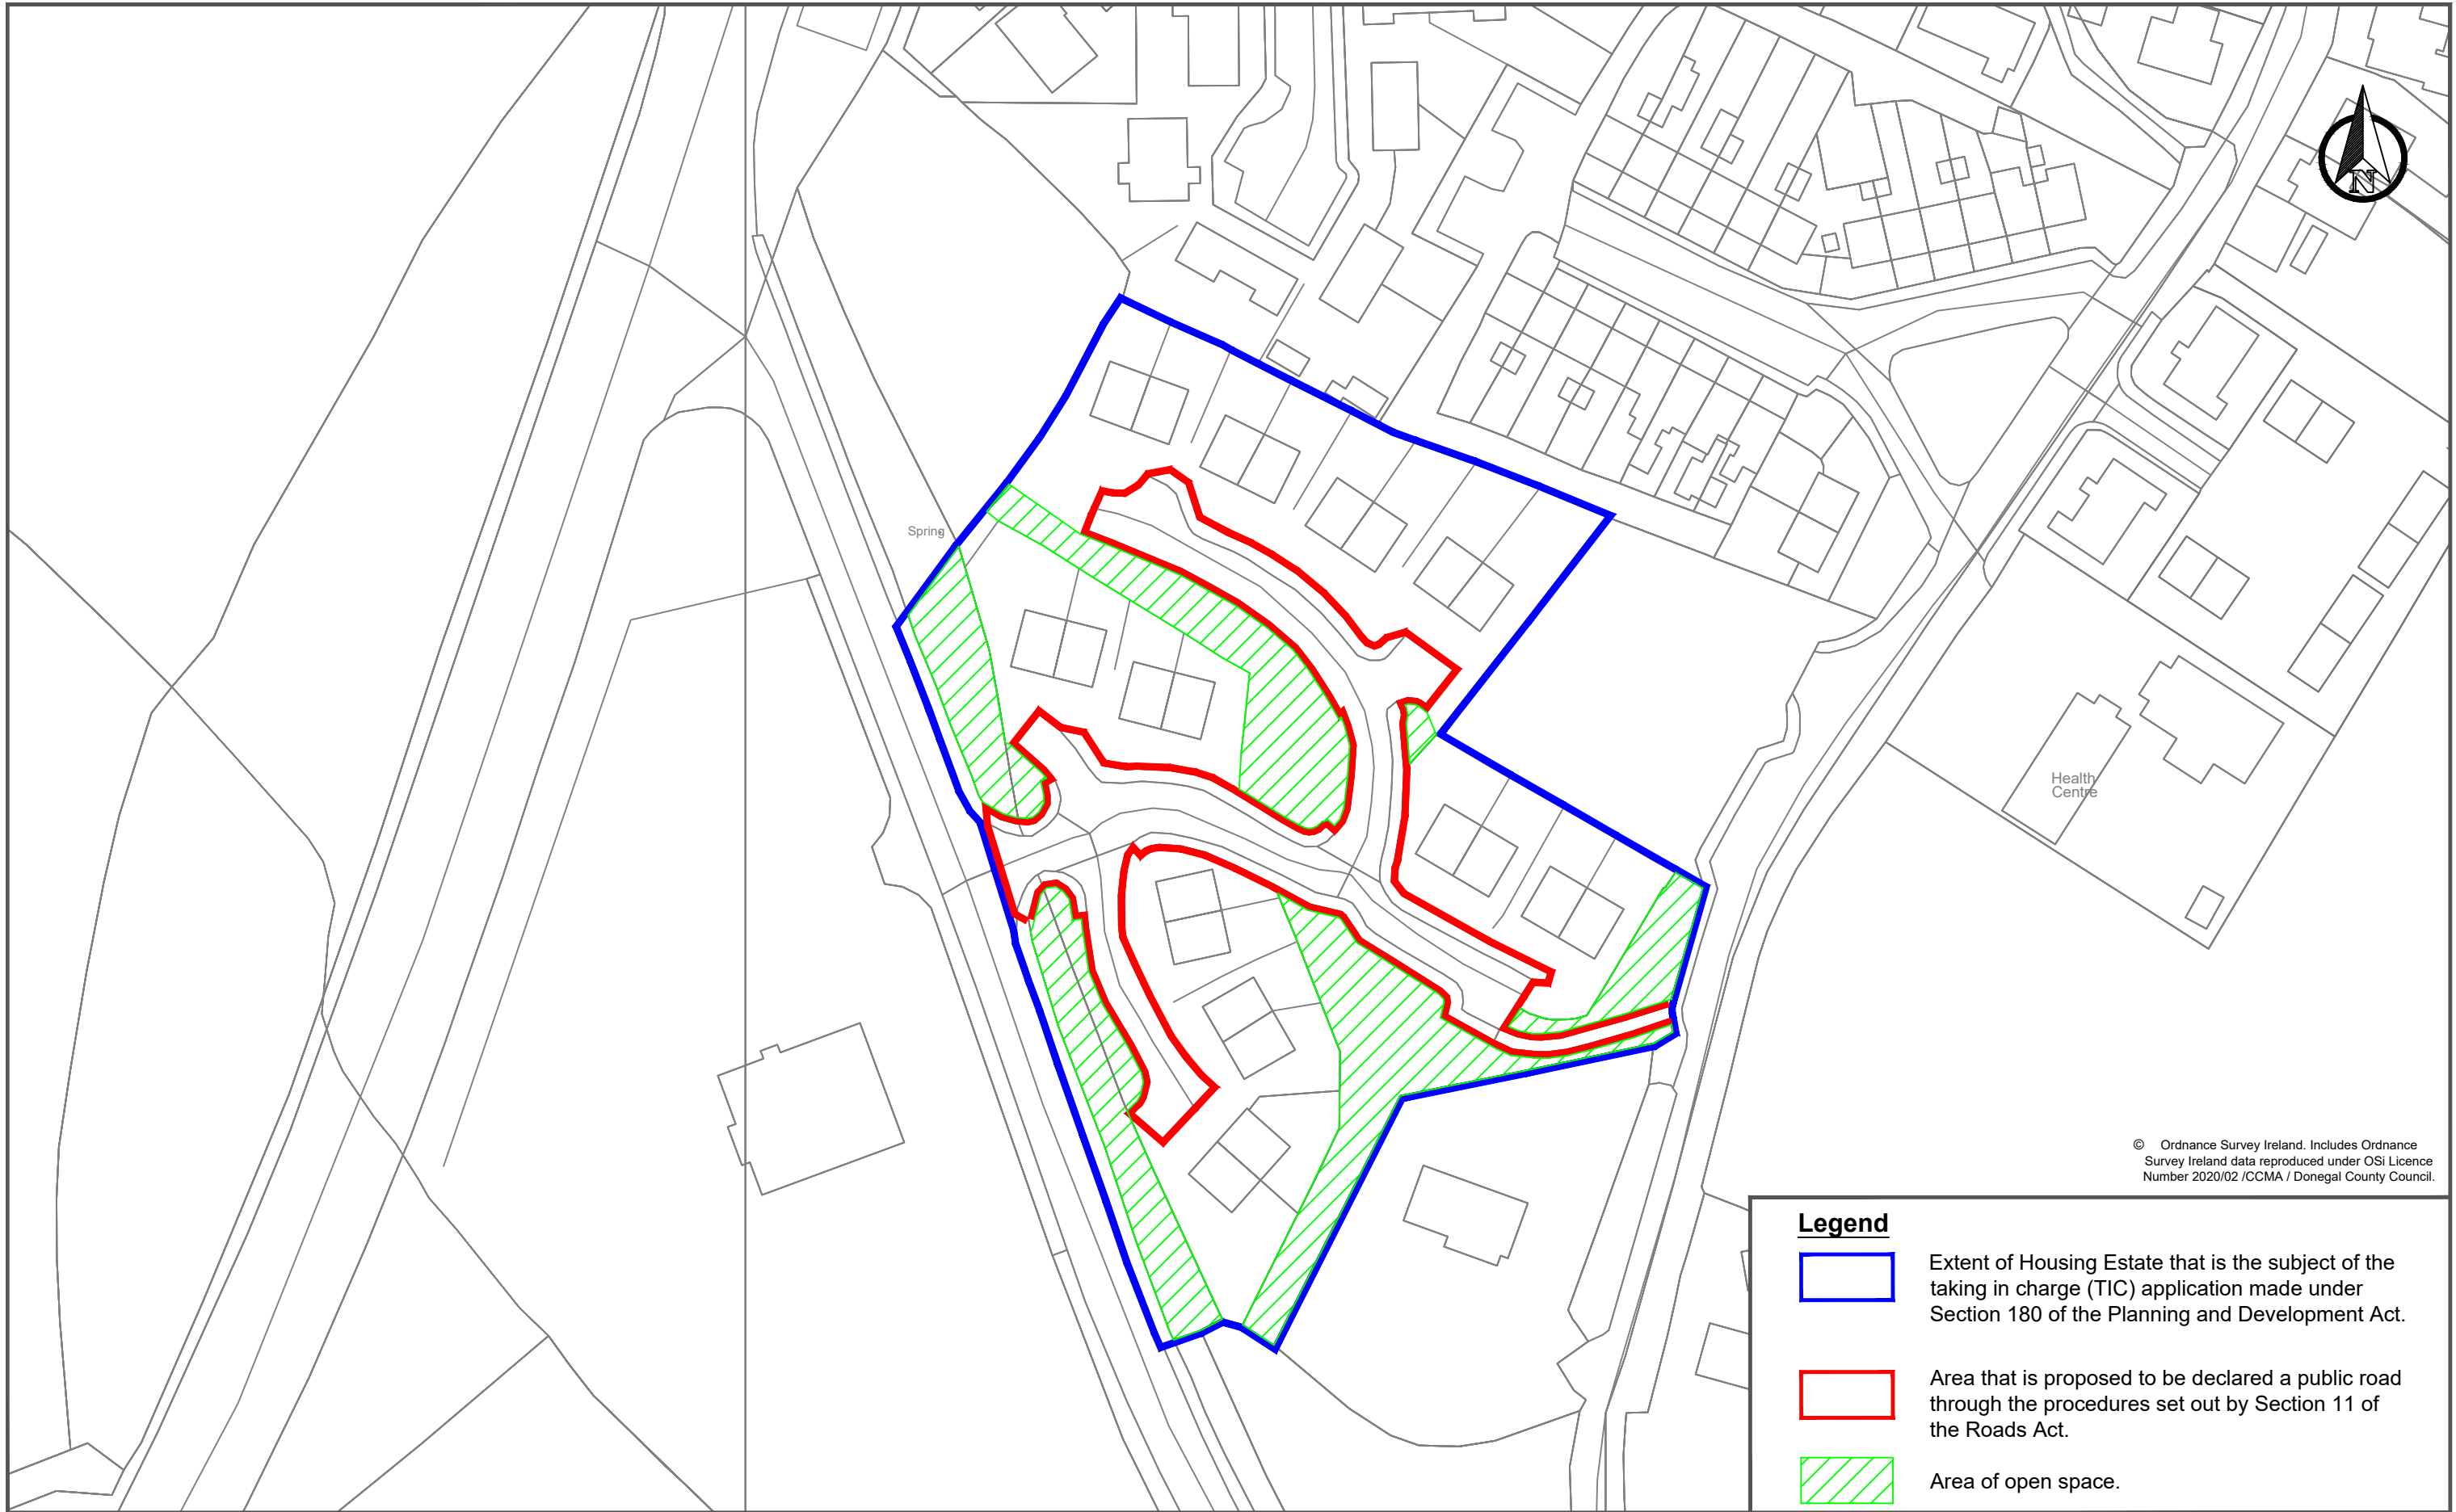 N
Spring
Health
Centre
© Ordnance Survey Ireland. Includes Ordnance
Survey Ireland data reproduced under OSi Licence
Number 2020/02 /CCMA / Donegal County Council.
Legend
Extent of Housing Estate that is the subject of the
taking in charge (TIC) application made under
Section 180 of the Planning and Development Act.
Area that is proposed to be declared a public road
through the procedures set out by Section 11 of
the Roads Act.
Area of open space.